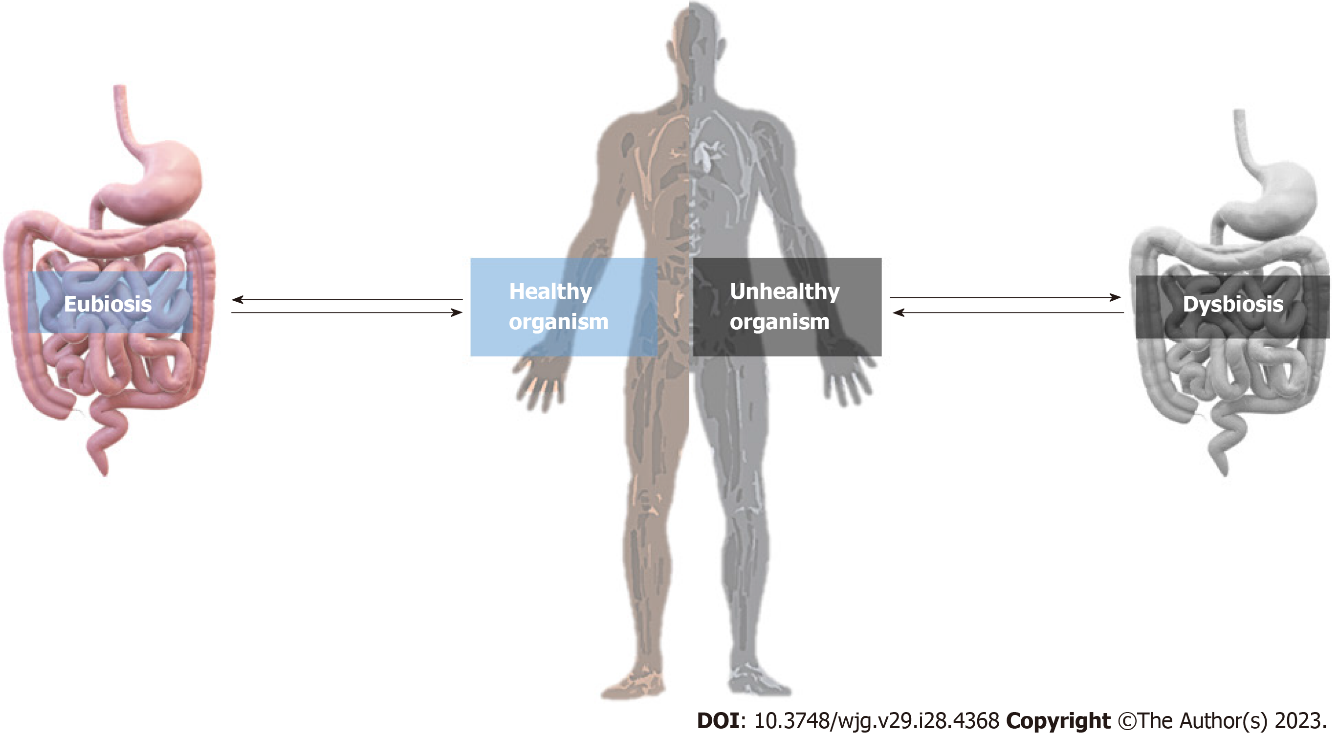 Eubiosis
Healthy
organism
Unhealthy
organism
Dysbiosis
DOI: 10.3748/wjg.v29.i28.4368 Copyright ©The Author(s) 2023.